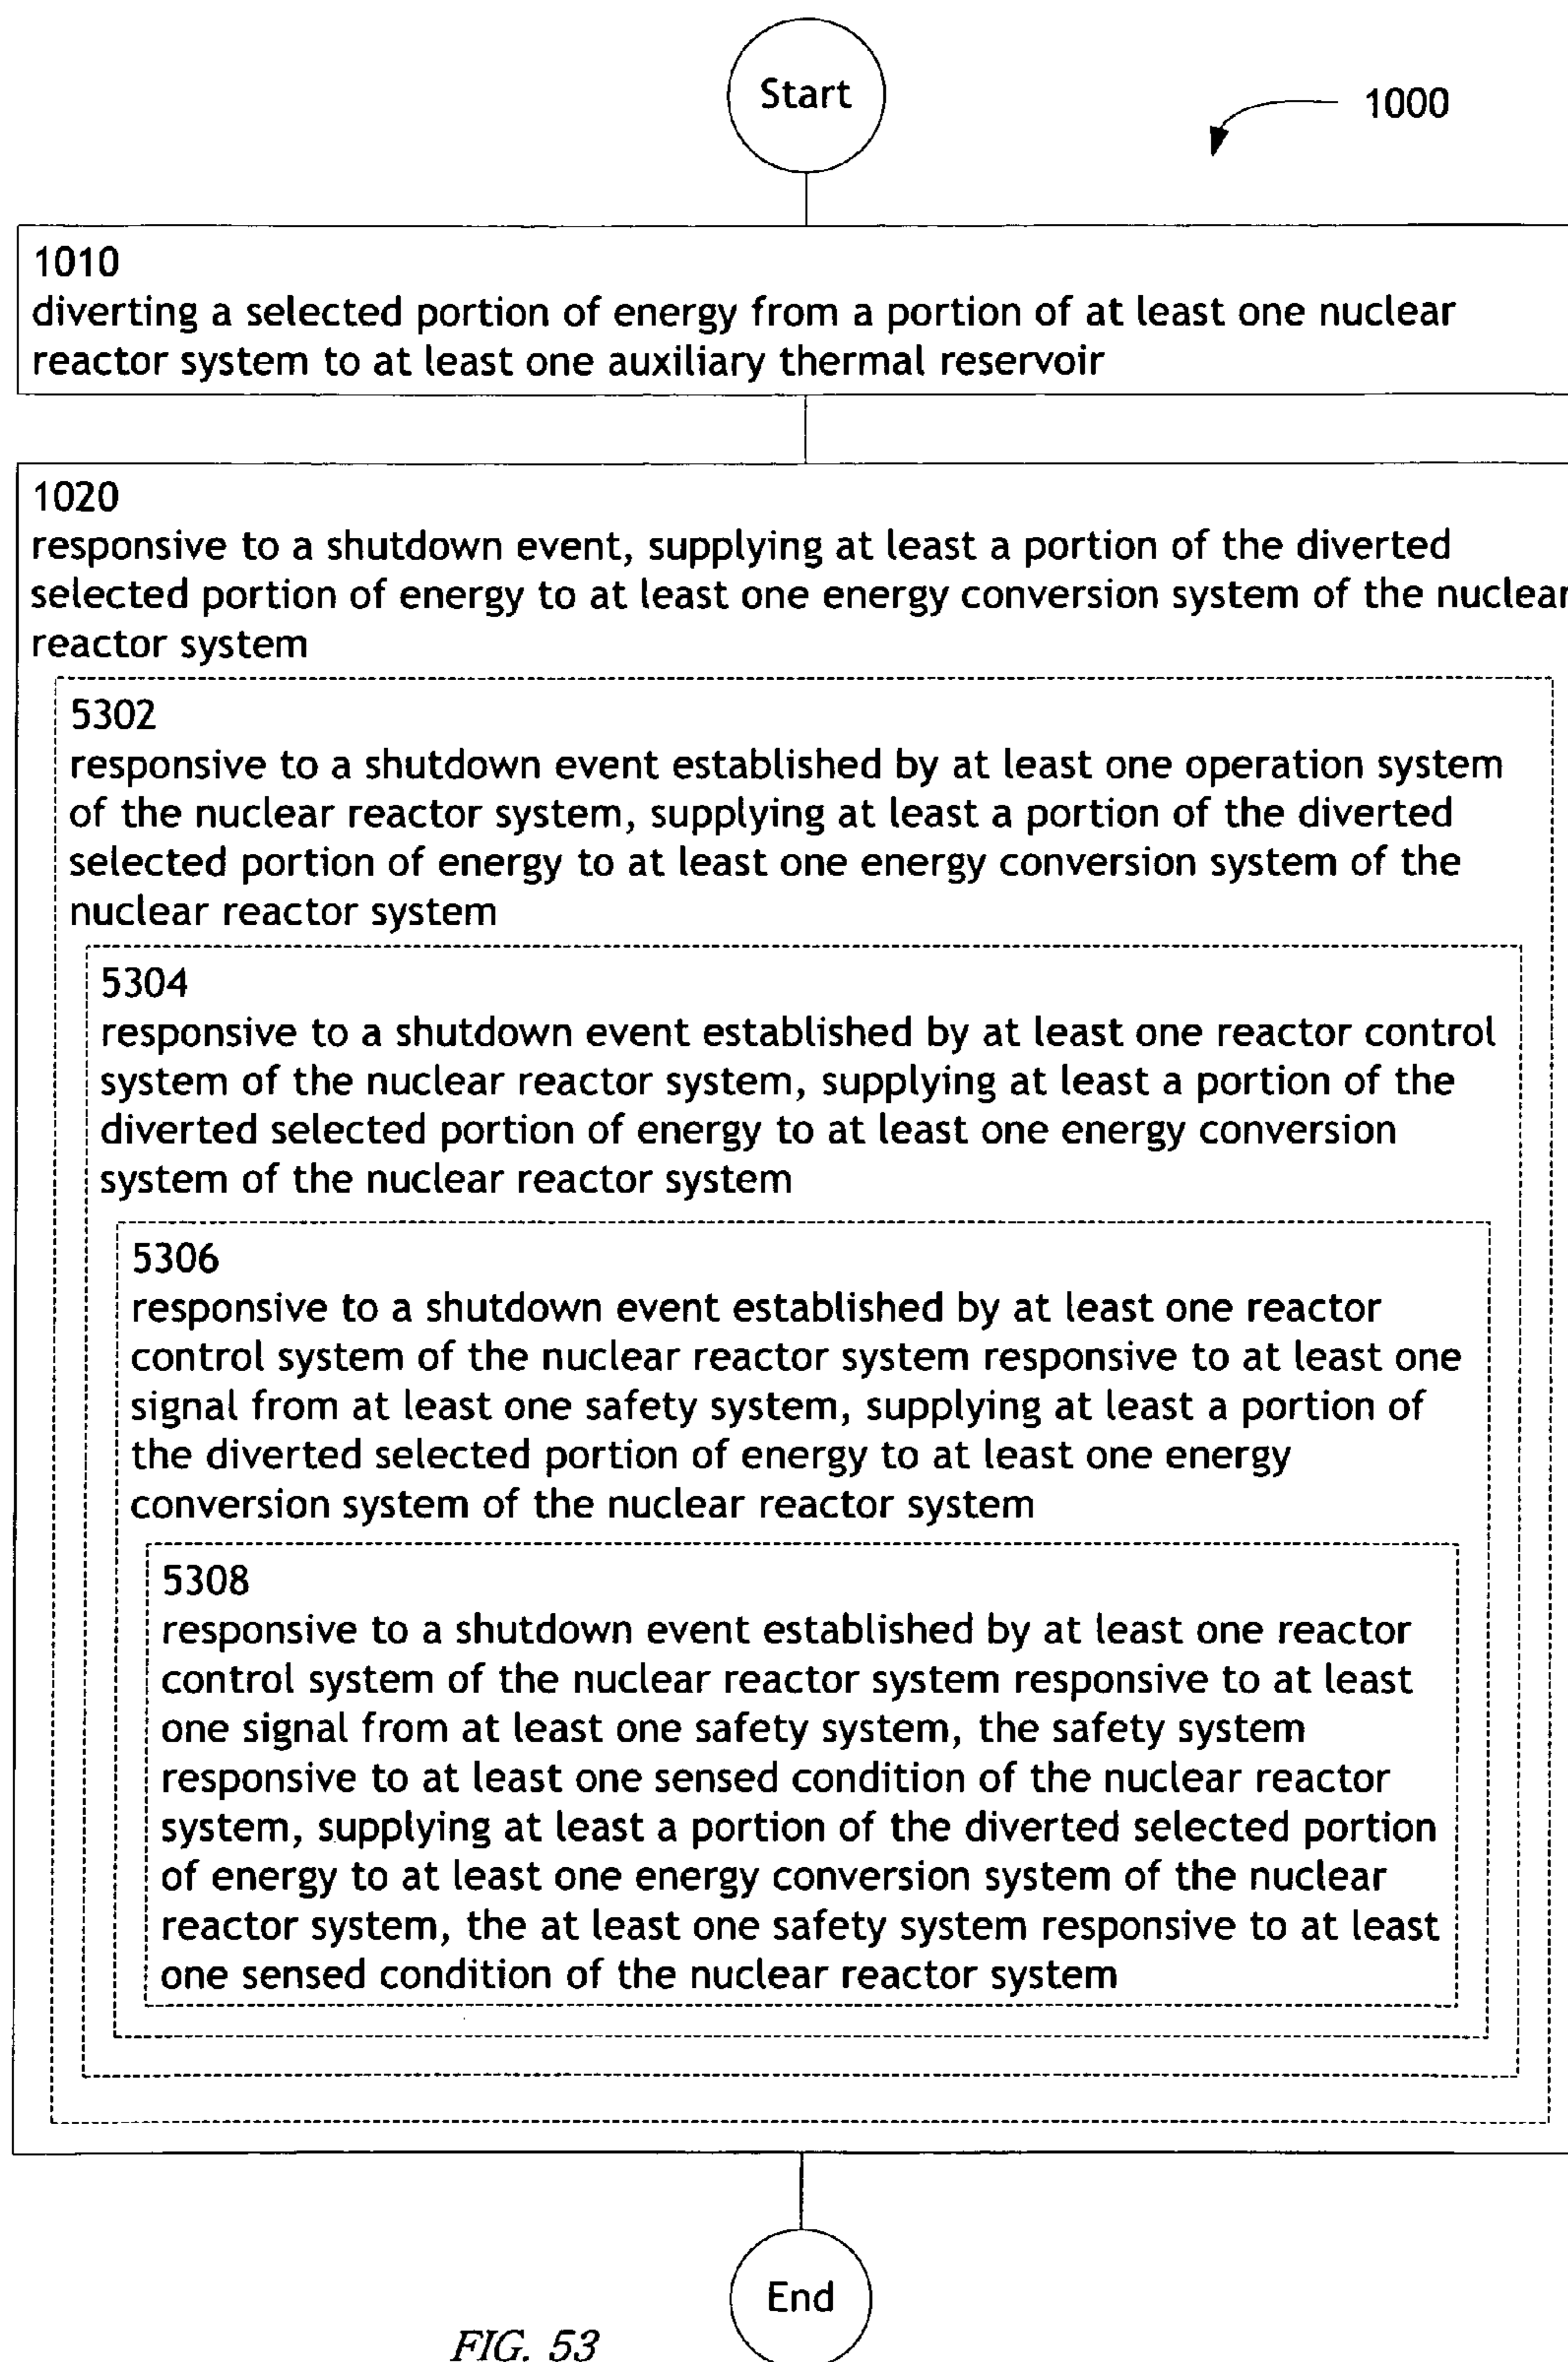 Start
1000
1010
diverting a selected portion of energy from a portion of at least one nuclear
reactor system to at least one auxiliary thermal reservoir
1020
responsive to a shutdown event, supplying at least a portion of the diverted
selected portion of energy to at least one energy conversion system of the nuclear
reactor system
5302
responsive to a shutdown event established by at least one operation system
of the nuclear reactor system, supplying at least a portion of the diverted
selected portion of energy to at least one energy conversion system of the
nuclear reactor system
5304
responsive to a shutdown event established by at least one reactor control
system of the nuclear reactor system, supplying at least a portion of the
diverted selected portion of energy to at least one energy conversion
system of the nuclear reactor system
5306
responsive to a shutdown event established by at least one reactor
control system of the nuclear reactor system responsive to at least one
signal from at least one safety system, supplying at least a portion of
the diverted selected portion of energy to at least one energy
conversion system of the nuclear reactor system
5308
responsive to a shutdown event established by at least one reactor
control system of the nuclear reactor system responsive to at least
one signal from at least one safety system, the safety system
responsive to at least one sensed condition of the nuclear reactor
system, supplying at least a portion of the diverted selected portion
of energy to at least one energy conversion system of the nuclear
reactor system, the at least one safety system responsive to at least
one sensed condition of the nuclear reactor system
End
FIG. 53